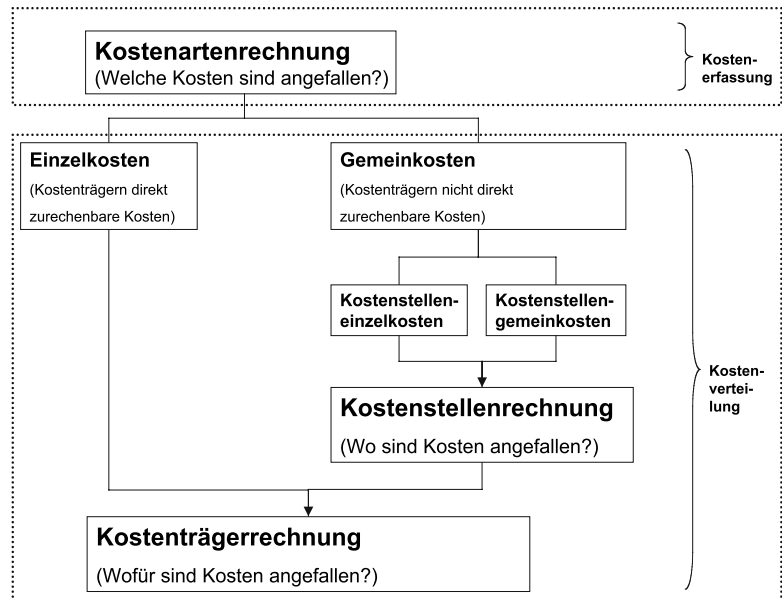 Kostenartenrechnung
(Welche Kosten sind angefallen?)
Kosten-
erfassung
Einzelkosten
(Kostenträgern direkt
zurechenbare Kosten)
Gemeinkosten
(Kostenträgern nicht direkt
zurechenbare Kosten)
Kostenstellen-
einzelkosten
Kostenstellen-
gemeinkosten
Kosten-
vertei-
lung
Kostenstellenrechnung
(Wo sind Kosten angefallen?)
Kostenträgerrechnung
(Wofür sind Kosten angefallen?)